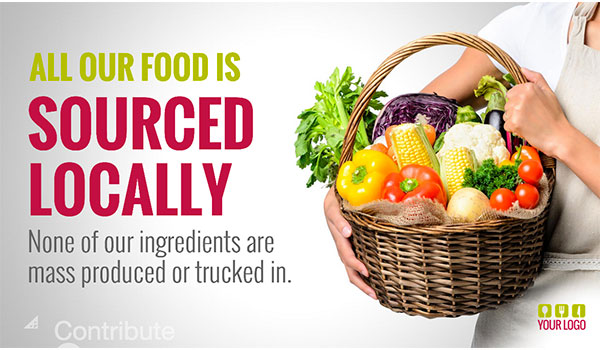 ALL OUR FOOD IS
SOURCED
LOCALLY
None of our ingredients are
mass produced or trucked in.
YOUR LOGO
Contribute